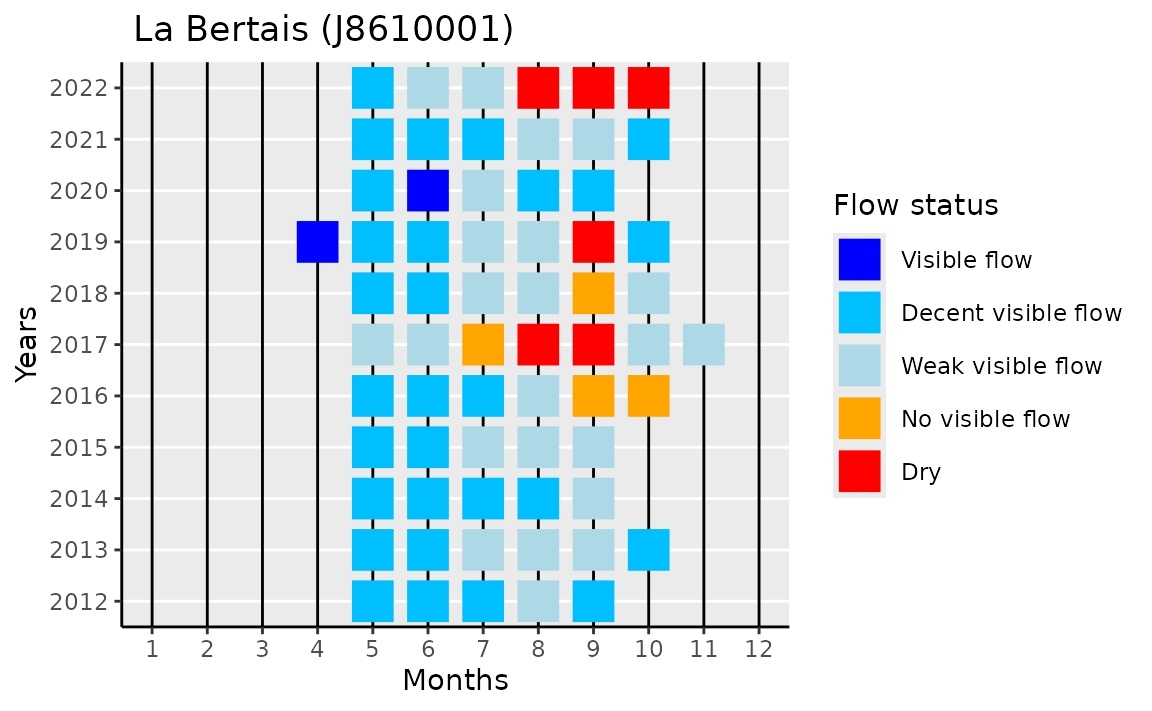 La Bertais (J8610001)
Years
2022
2021
2020
2019
2018
2017
2016
2015
2014
2013
2012
1 2 3 4 5 6 7 8 9 10 11 12
Months
Flow status
Visible flow
Decent visible flow
Weak visible flow
No visible flow
Dry